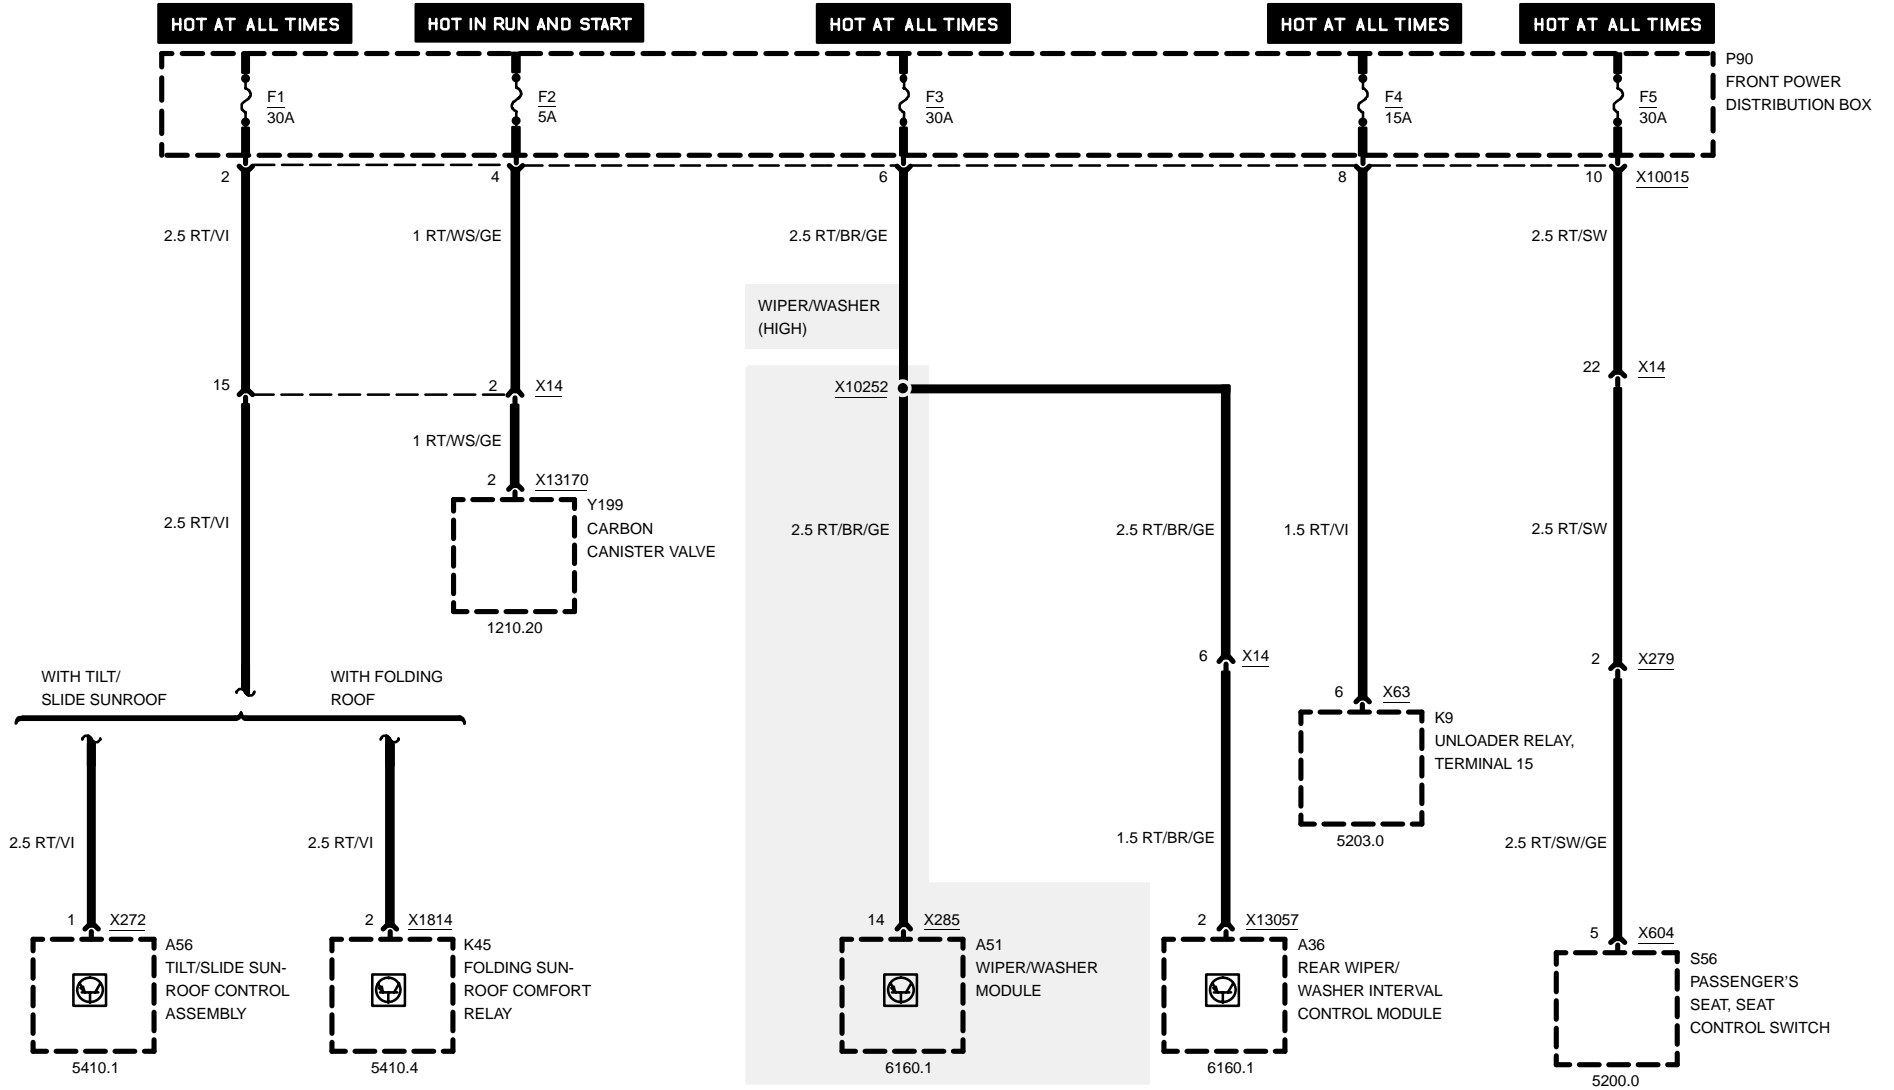 HOT AT ALL TIMES
HOT IN RUN AND START
HOT AT ALL TIMES
HOT AT ALL TIMES
HOT AT ALL TIMES
P90
FRONT POWER
DISTRIBUTION BOX
F1
30A
F2
5A
F3
30A
F4
15A
F5
30A
2
4
6
8
10
X10015
2.5 RT/VI
1 RT/WS/GE
2.5 RT/BR/GE
2.5 RT/SW
WIPER/WASHER
(HIGH)
15
2
X14
X10252
22
X14
1 RT/WS/GE
2
X13170
Y199
CARBON
CANISTER VALVE
1210.20
2.5 RT/VI
2.5 RT/BR/GE
2.5 RT/BR/GE
1.5 RT/VI
2.5 RT/SW
6
X14
2
X279
WITH TILT/
SLIDE SUNROOF
WITH FOLDING
ROOF
6
X63
K9
UNLOADER RELAY,
TERMINAL 15
5203.0
2.5 RT/VI
2.5 RT/VI
1.5 RT/BR/GE
2.5 RT/SW/GE
1
X272
A56
TILT/SLIDE SUN-
ROOF CONTROL
ASSEMBLY
5410.1
2
X1814
K45
FOLDING SUN-
ROOF COMFORT
RELAY
5410.4
14
X285
A51
WIPER/WASHER
MODULE
6160.1
2
X13057
A36
REAR WIPER/
WASHER INTERVAL
CONTROL MODULE
6160.1
5
X604
S56
PASSENGER'S
SEAT, SEAT
CONTROL SWITCH
5200.0